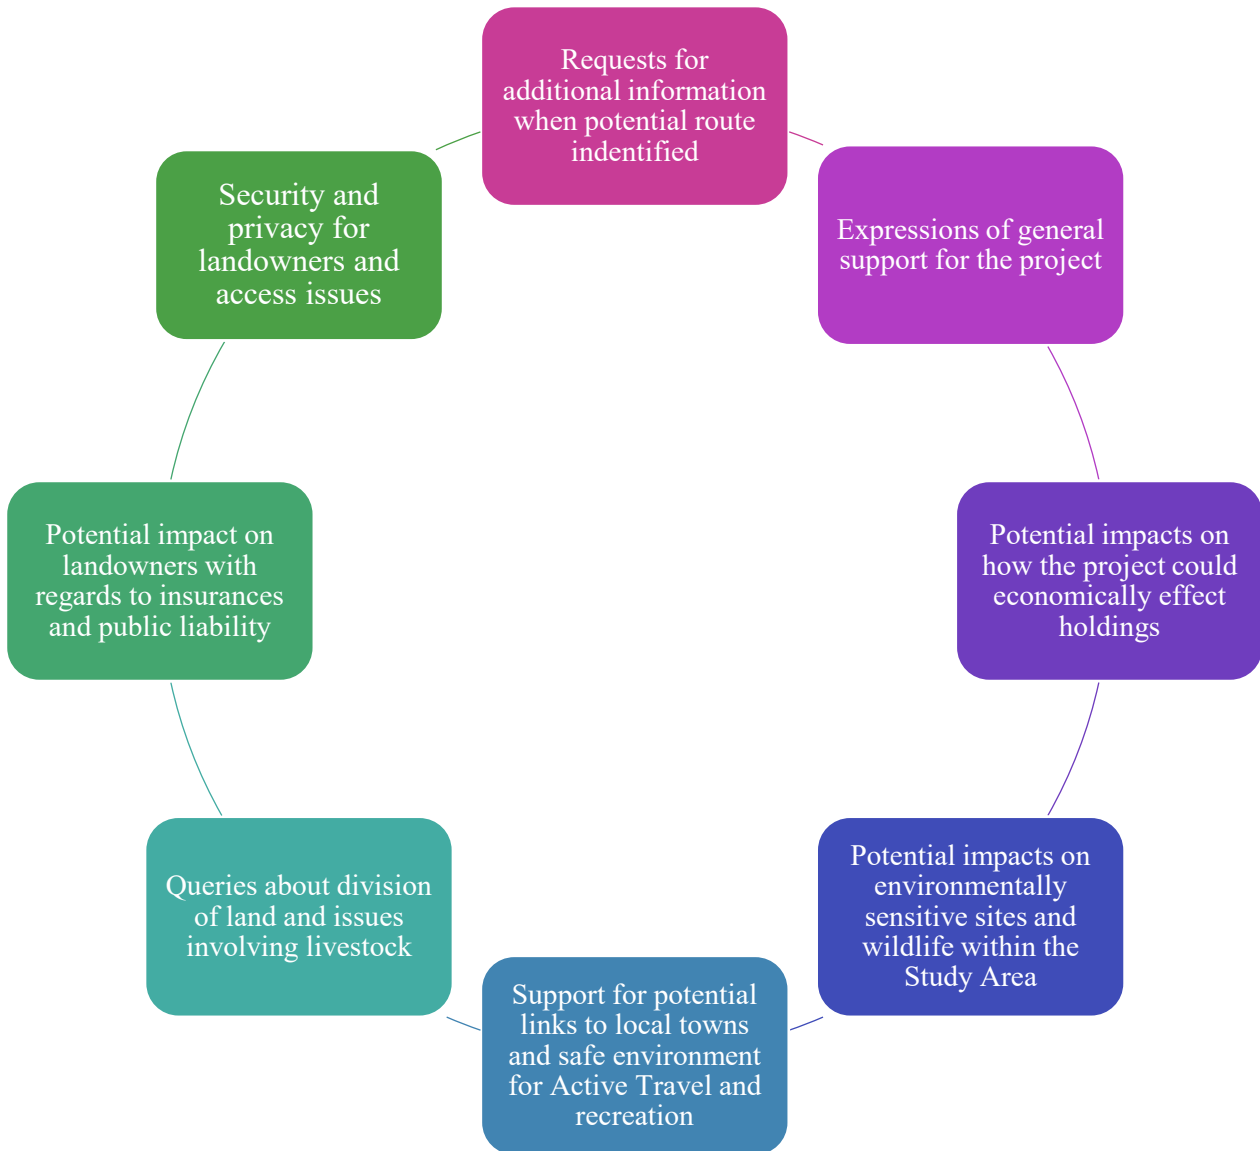 Requests for
additional information
when potential route
indentified
Expressions of general
support for the project
Potential impacts on
how the project could
economically effect
holdings
Potential impacts on
environmentally
sensitive sites and
wildlife within the
Study Area
Support for potential
links to local towns
and safe environment
for Active Travel and
recreation
Queries about division
of land and issues
involving livestock
Potential impact on
landowners with
regards to insurances
and public liability
Security and
privacy for
landowners and
access issues